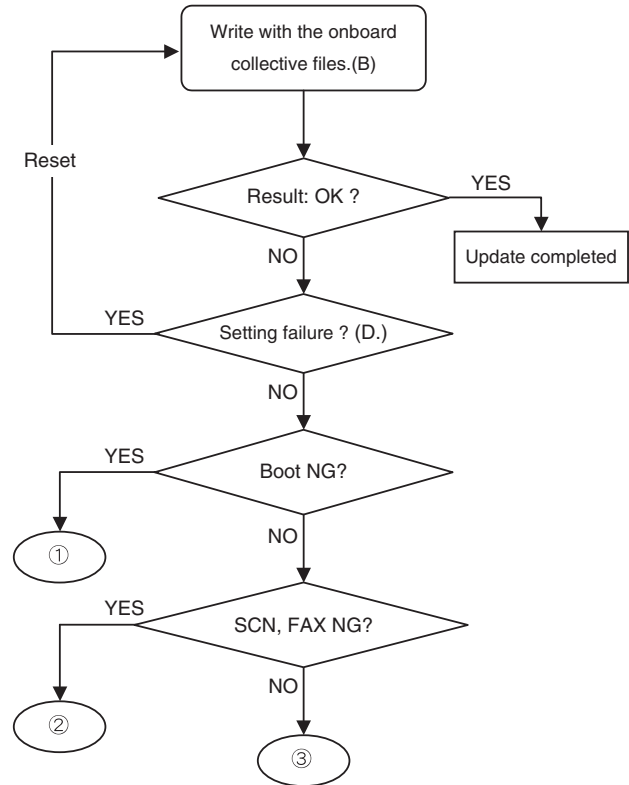 Write with the onboard
collective files.(B)
Reset
Result: OK ?
YES
NO
Update completed
YES
Setting failure ? (D.)
NO
YES
Boot NG?
①
NO
YES
SCN, FAX NG?
②
NO
③